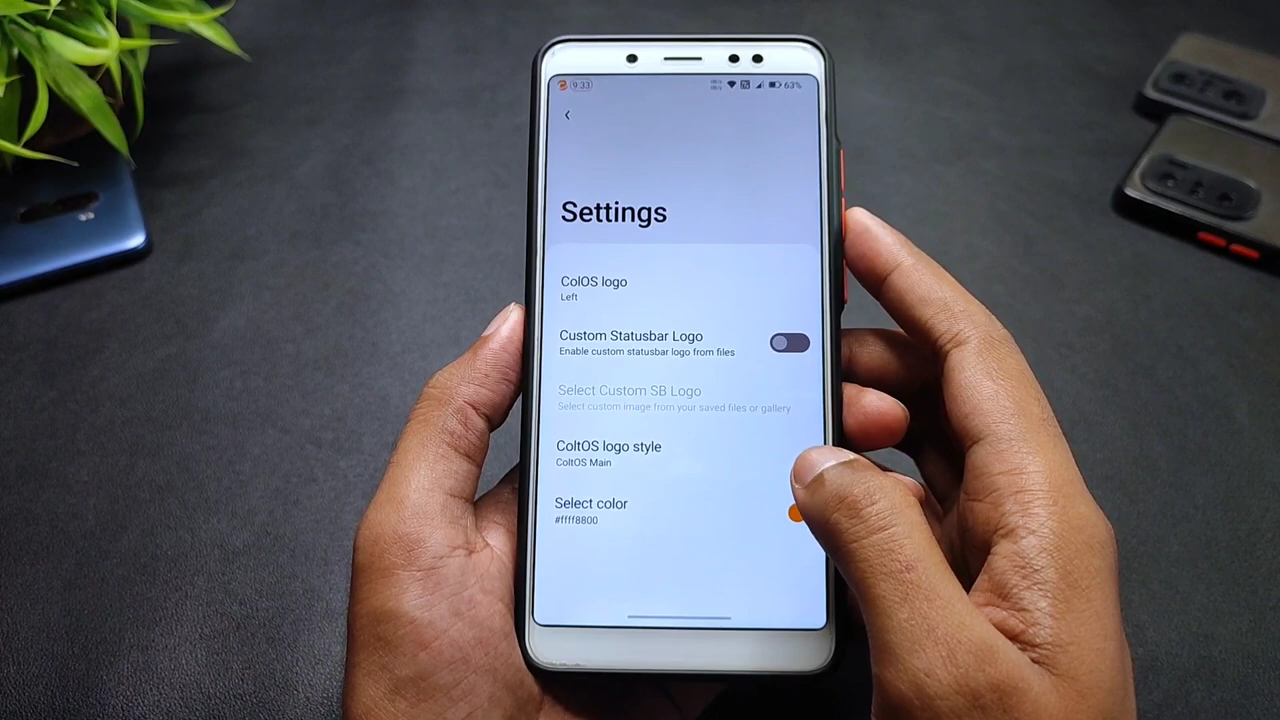 9:33
63%
Settings
ColOS logo
Left
Custom Statusbar Logo
Enable custom statusbar logo from files
Select Custom SB Logo
Select custom image from your saved files or gallery
ColtOS logo style
ColtOS Main
Select color
#ffff8800